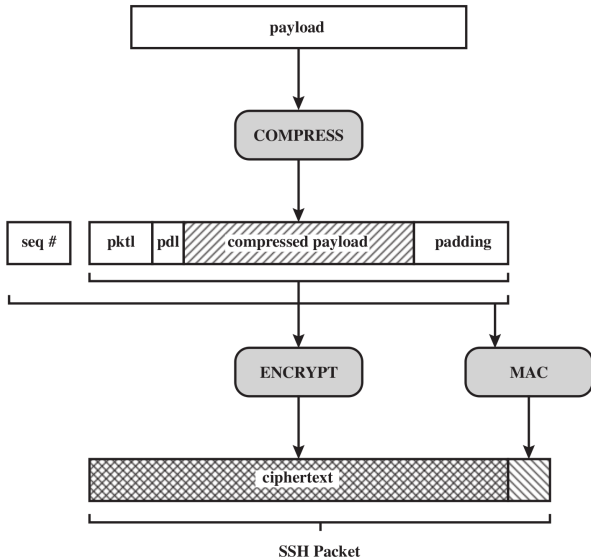 payload
COMPRESS
seq # pktl pdl compressed payload padding
ENCRYPT MAC
ciphertext
SSH Packet